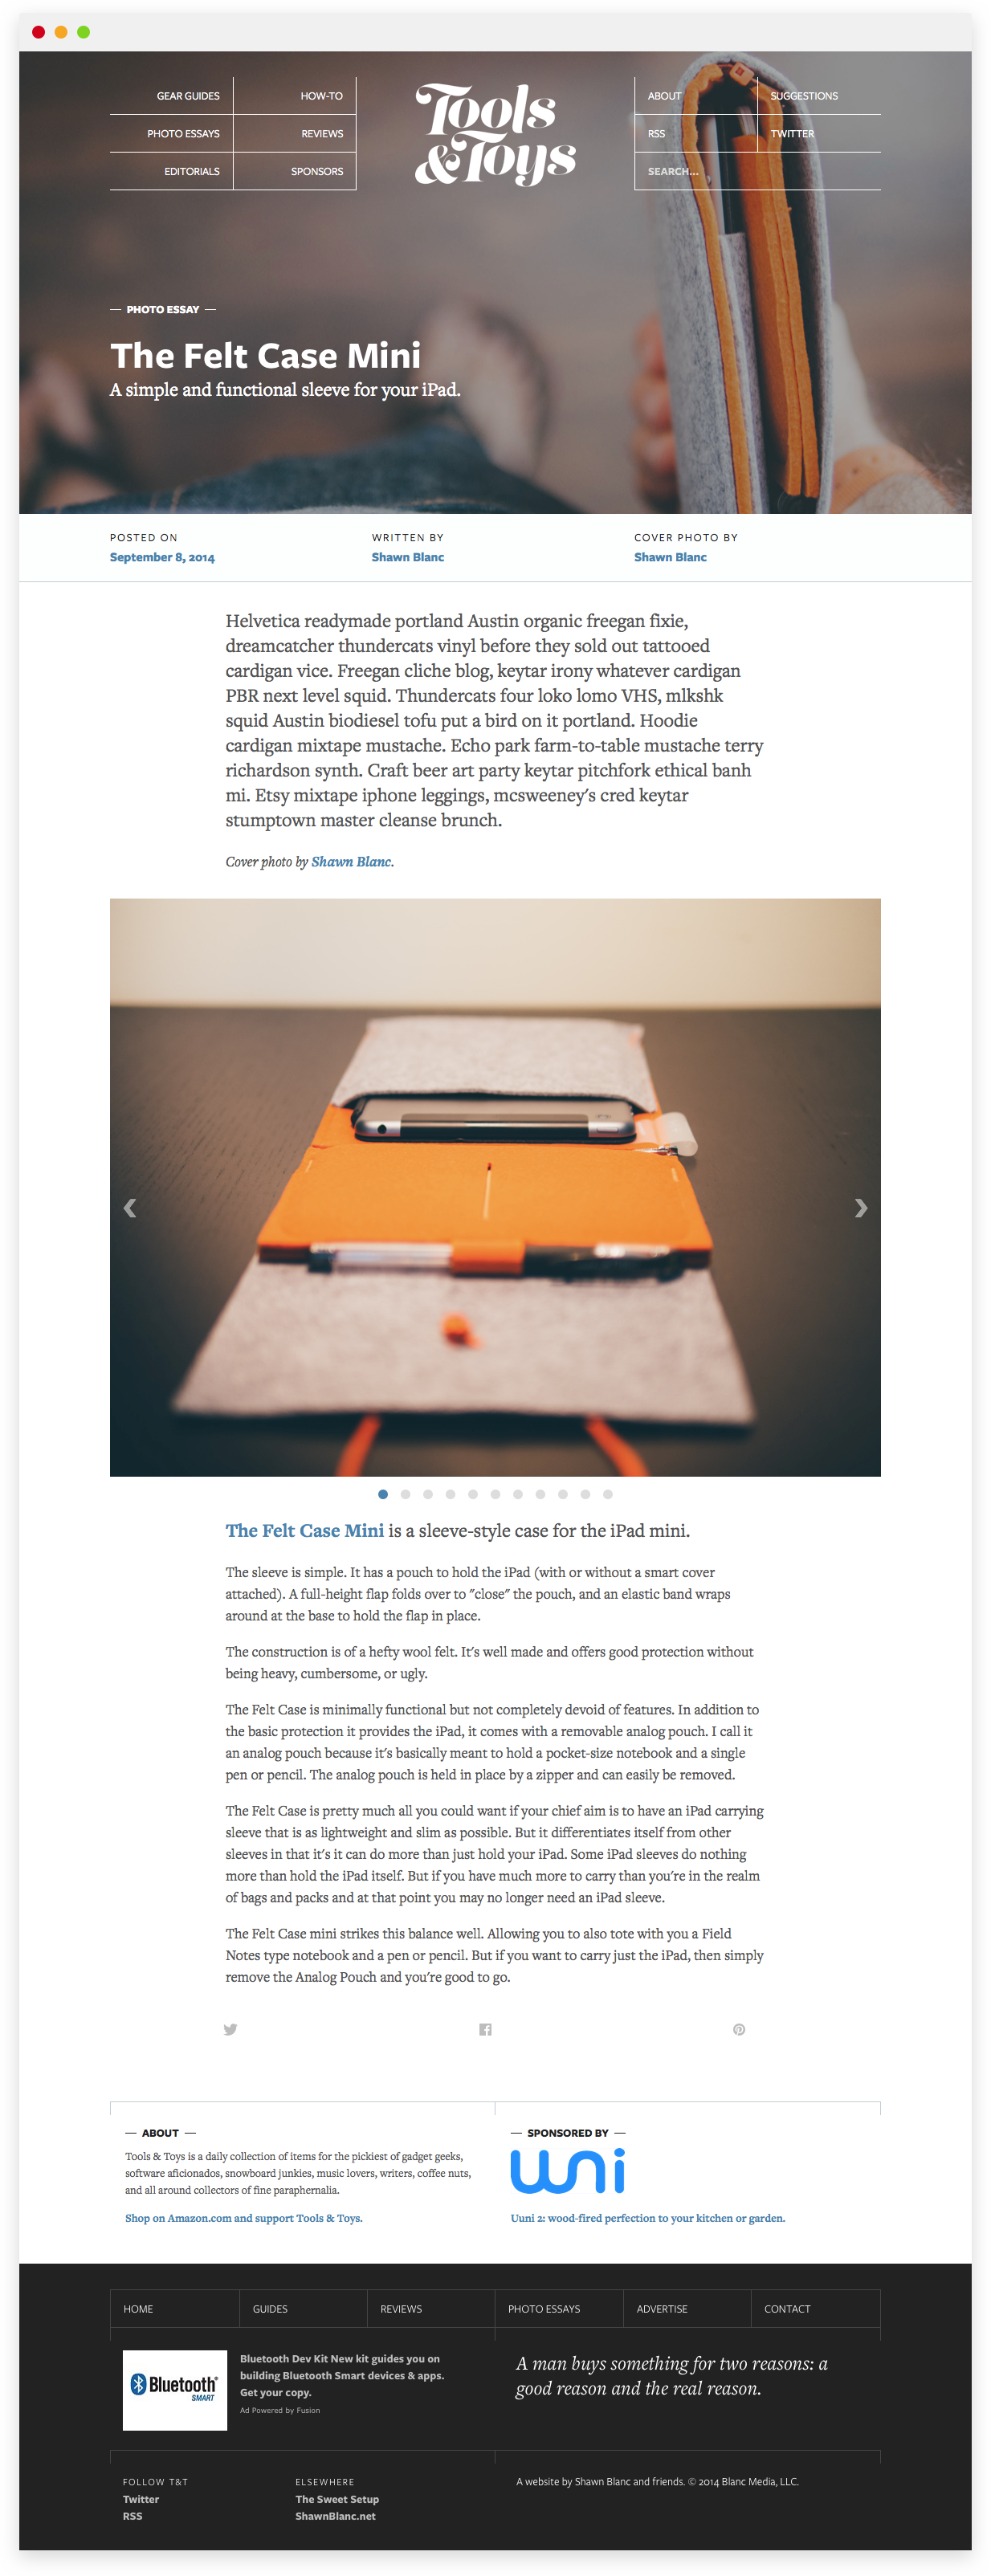 GEAR GUIDES
HOW-TO
PHOTO ESSAYS
REVIEWS
EDITORIALS
SPONSORS
Tools
&Toys
ABOUT
SUGGESTIONS
RSS
TWITTER
SEARCH...
— PHOTO ESSAY —
The Felt Case Mini
A simple and functional sleeve for your iPad.
POSTED ON
September 8, 2014
WRITTEN BY
Shawn Blanc
COVER PHOTO BY
Shawn Blanc
Helvetica readymade portland Austin organic freegan fixie,
dreamcatcher thundercats vinyl before they sold out tattooed
cardigan vice. Freegan cliche blog, keytar irony whatever cardigan
PBR next level squid. Thundercats four loko lomo VHS, mlkshk
squid Austin biodiesel tofu put a bird on it portland. Hoodie
cardigan mixtape mustache. Echo park farm-to-table mustache terry
richardson synth. Craft beer art party keytar pitchfork ethical banh
mi. Etsy mixtape iphone leggings, mcsweeney's cred keytar
stumptown master cleanse brunch.
Cover photo by Shawn Blanc.
The Felt Case Mini is a sleeve-style case for the iPad mini.
The sleeve is simple. It has a pouch to hold the iPad (with or without a smart cover
attached). A full-height flap folds over to "close" the pouch, and an elastic band wraps
around at the base to hold the flap in place.
The construction is of a hefty wool felt. It's well made and offers good protection without
being heavy, cumbersome, or ugly.
The Felt Case is minimally functional but not completely devoid of features. In addition to
the basic protection it provides the iPad, it comes with a removable analog pouch. I call it
an analog pouch because it's basically meant to hold a pocket-size notebook and a single
pen or pencil. The analog pouch is held in place by a zipper and can easily be removed.
The Felt Case is pretty much all you could want if your chief aim is to have an iPad carrying
sleeve that is as lightweight and slim as possible. But it differentiates itself from other
sleeves in that it's it can do more than just hold your iPad. Some iPad sleeves do nothing
more than hold the iPad itself. But if you have much more to carry than you're in the realm
of bags and packs and at that point you may no longer need an iPad sleeve.
The Felt Case mini strikes this balance well. Allowing you to also tote with you a Field
Notes type notebook and a pen or pencil. But if you want to carry just the iPad, then simply
remove the Analog Pouch and you're good to go.
— ABOUT —
Tools & Toys is a daily collection of items for the pickiest of gadget geeks,
software aficionados, snowboard junkies, music lovers, writers, coffee nuts,
and all around collectors of fine paraphernalia.
Shop on Amazon.com and support Tools & Toys.
— SPONSORED BY —
uuni
Uuni 2: wood-fired perfection to your kitchen or garden.
HOME
GUIDES
REVIEWS
PHOTO ESSAYS
ADVERTISE
CONTACT
Bluetooth®
SMART
Bluetooth Dev Kit New kit guides you on
building Bluetooth Smart devices & apps.
Get your copy.
Ad Powered by Fusion
A man buys something for two reasons: a
good reason and the real reason.
FOLLOW T&T
Twitter
RSS
ELSEWHERE
The Sweet Setup
ShawnBlanc.net
A website by Shawn Blanc and friends. © 2014 Blanc Media, LLC.